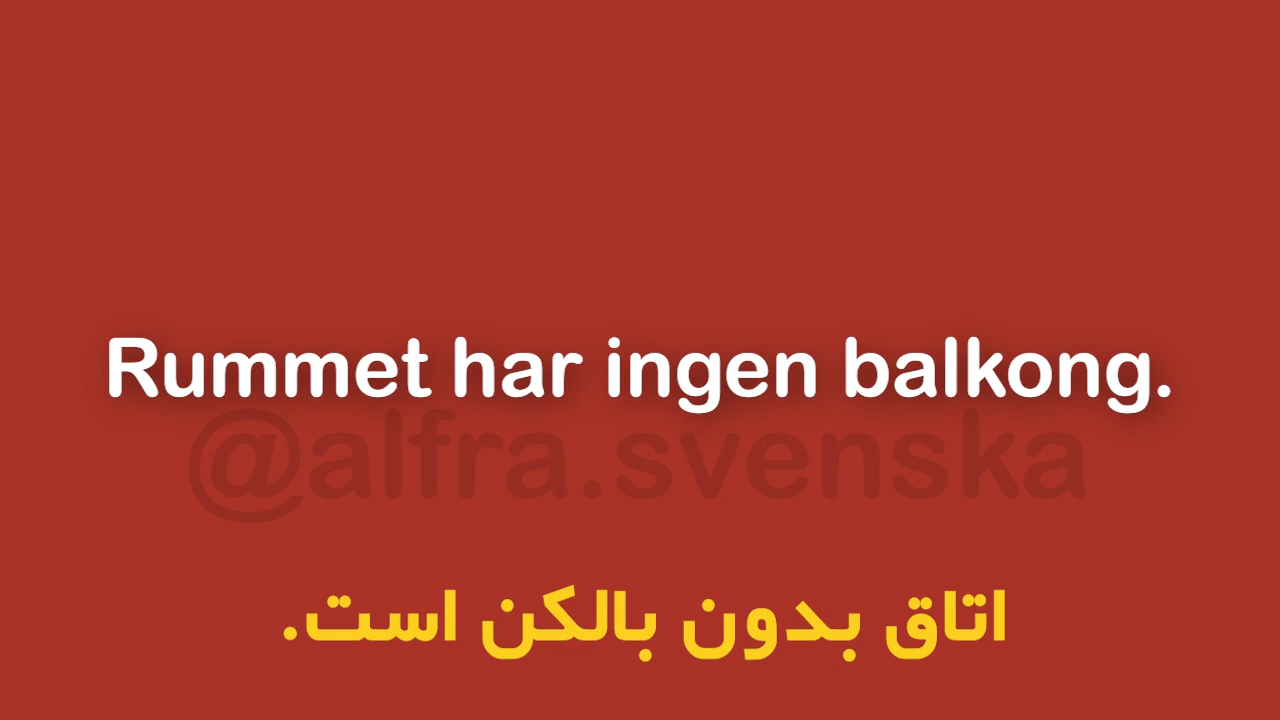 Rummet har ingen balkong.
@alfra.svenska
اتاق بدون بالکن است.